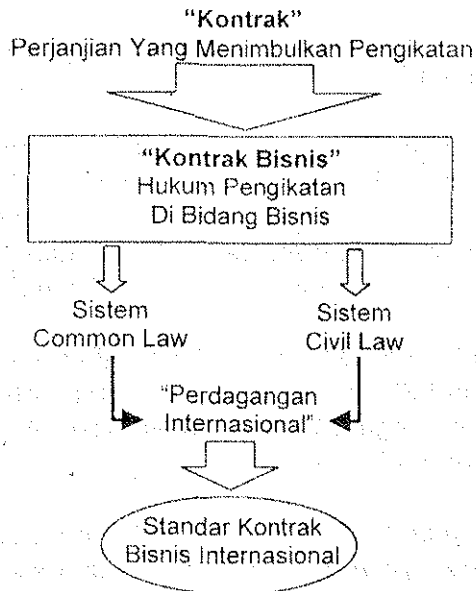 "Kontrak"
Perjanjian Yang Menimbulkan Pengikatan
"Kontrak Bisnis"
Hukum Pengikatan
Di Bidang Bisnis
Sistem
Common Law
Sistem
Civil Law
"Perdagangan
Internasional"
Standar Kontrak
Bisnis Internasional